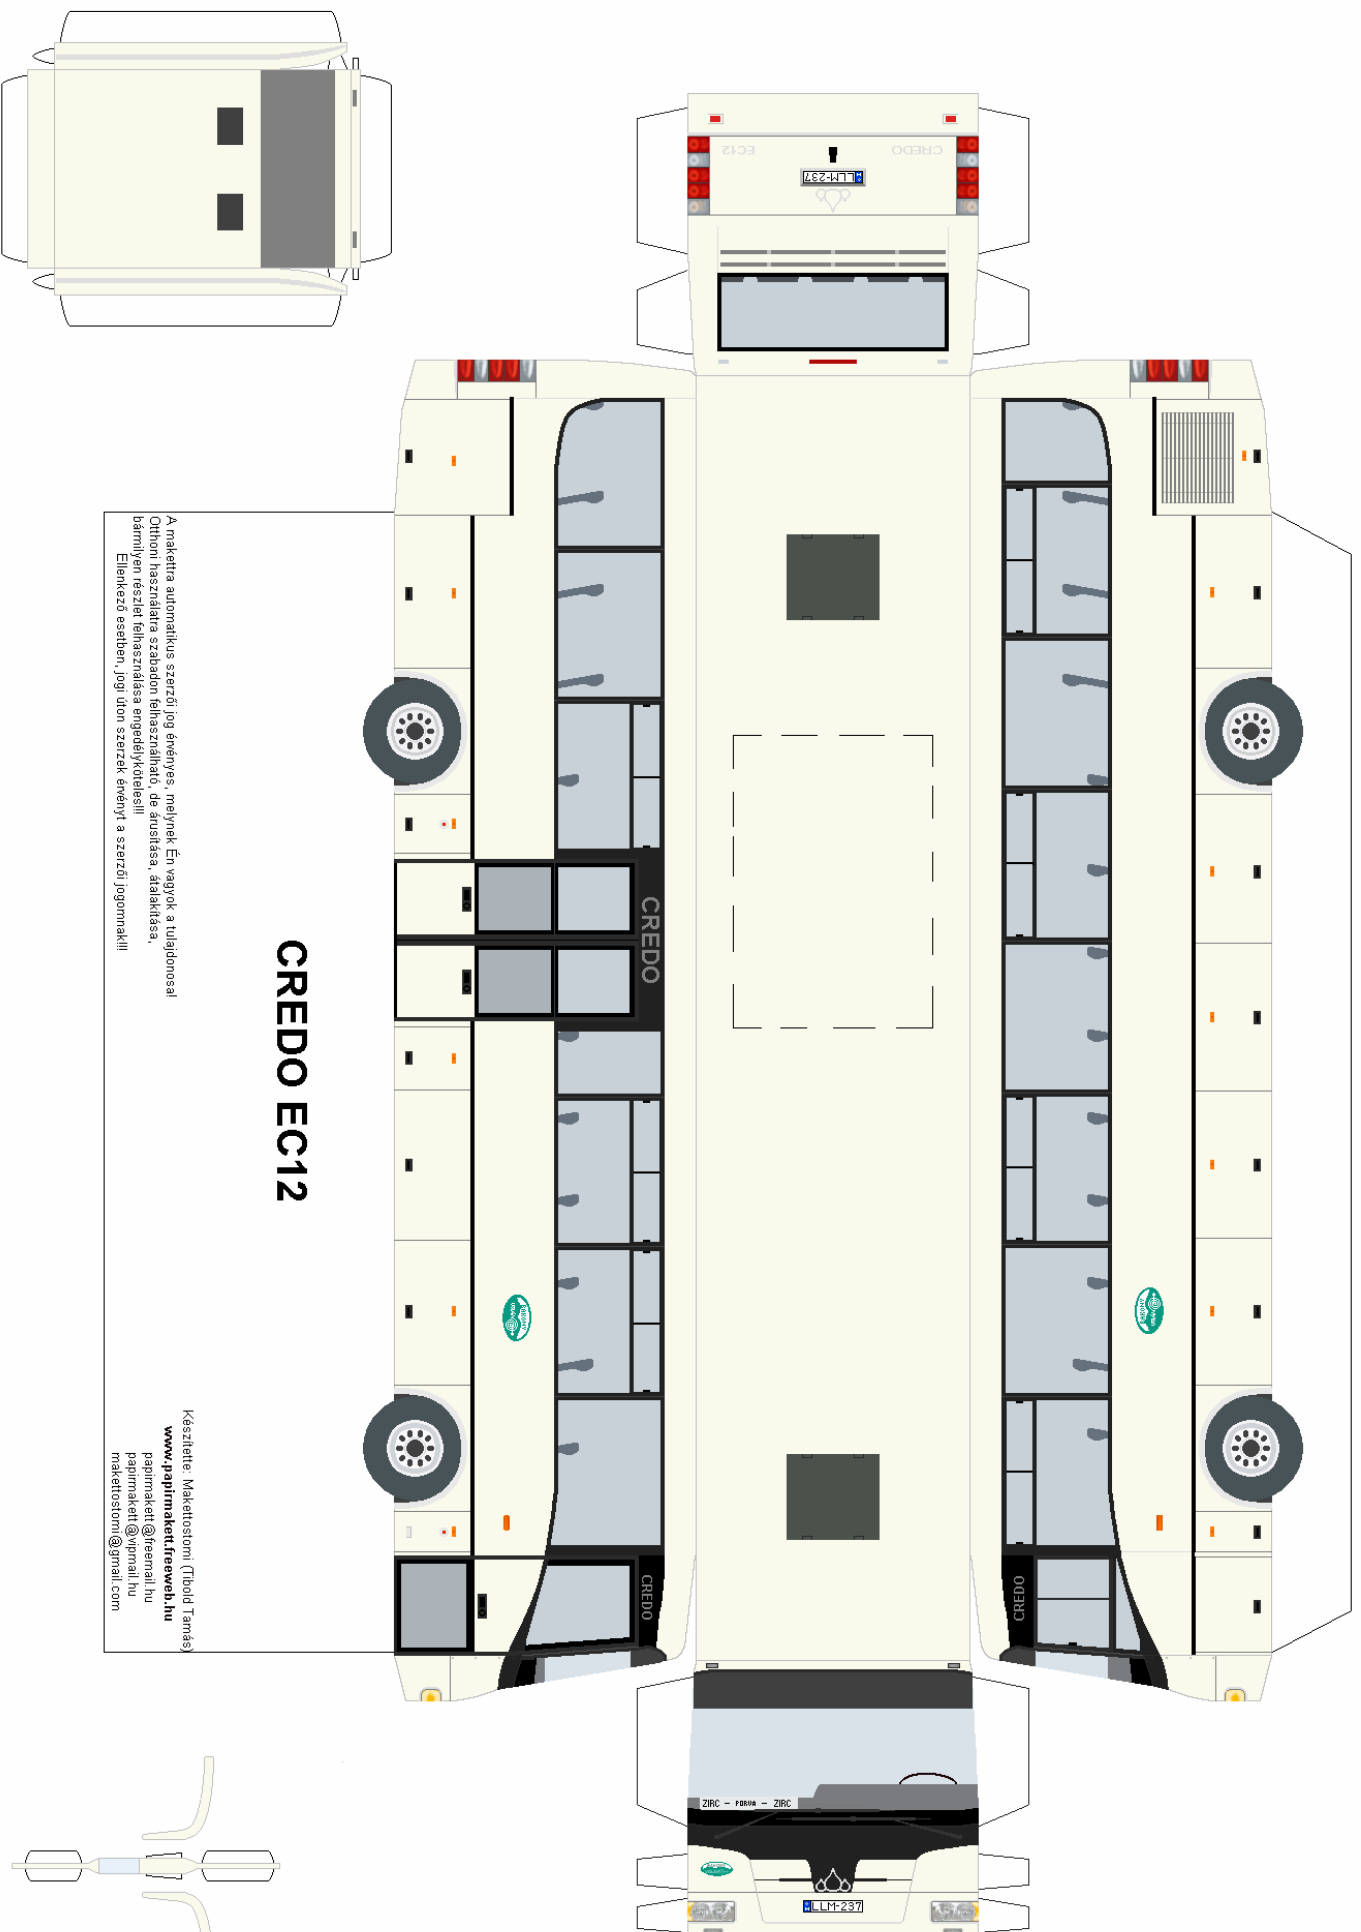 EC12 CREDO
LLM-237
A makettra automatikus szerzői jog érvényes, melynek Én vagyok a tulajdonosa!
Otthoni használatra szabadon felhasználható, de árusítása, átalakítása,
bármilyen részlet felhasználása engedélyköteles!!!
Ellenkező esetben, jogi úton szerzek érvényt a szerzői jogomnak!!!
CREDO EC12
Készítette: Makettostomi (Tibold Tamás)
www.papirmakett.freeweb.hu
papirmakett@freemail.hu
papirmakett@vipmail.hu
makettostomi@gmail.com
CREDO
CREDO
CREDO
ZIRC - PORVA - ZIRC
LLM-237